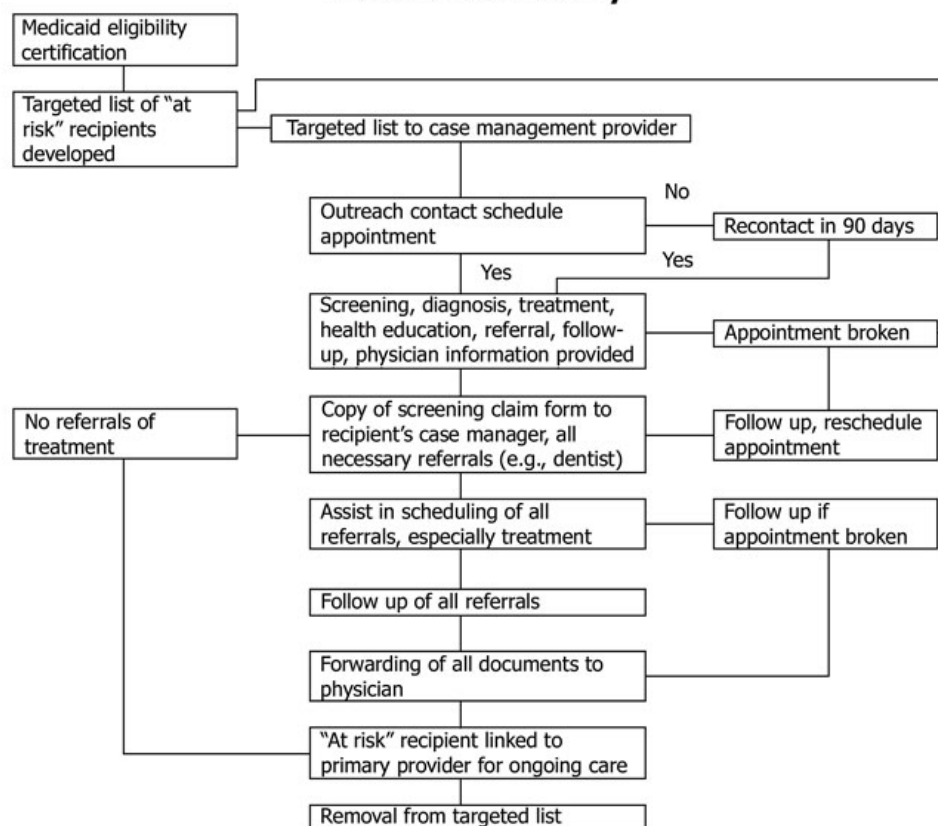 Medicaid eligibility
certification
Targeted list of “at
risk” recipients
developed
Targeted list to case management provider
No
Outreach contact schedule
appointment
Recontact in 90 days
Yes
Yes
Screening, diagnosis, treatment,
health education, referral, follow-
up, physician information provided
Appointment broken
No referrals of
treatment
Copy of screening claim form to
recipient’s case manager, all
necessary referrals (e.g., dentist)
Follow up, reschedule
appointment
Assist in scheduling of all
referrals, especially treatment
Follow up if
appointment broken
Follow up of all referrals
Forwarding of all documents to
physician
“At risk” recipient linked to
primary provider for ongoing care
Removal from targeted list